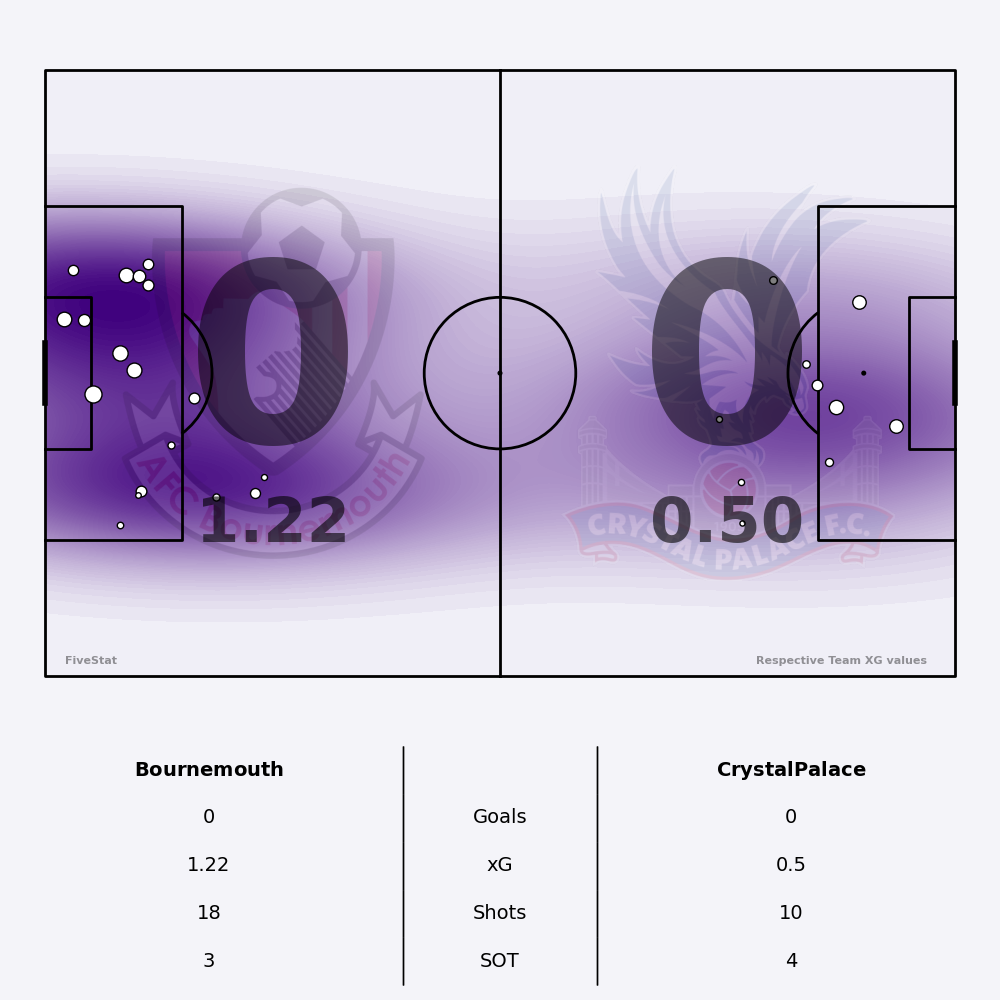 0 0
AFC Bournemouth
CRYSTAL PALACE F.C.
1.22 0.50
FiveStat Respective Team XG values
Bournemouth CrystalPalace
0 Goals 0
1.22 xG 0.5
18 Shots 10
3 SOT 4